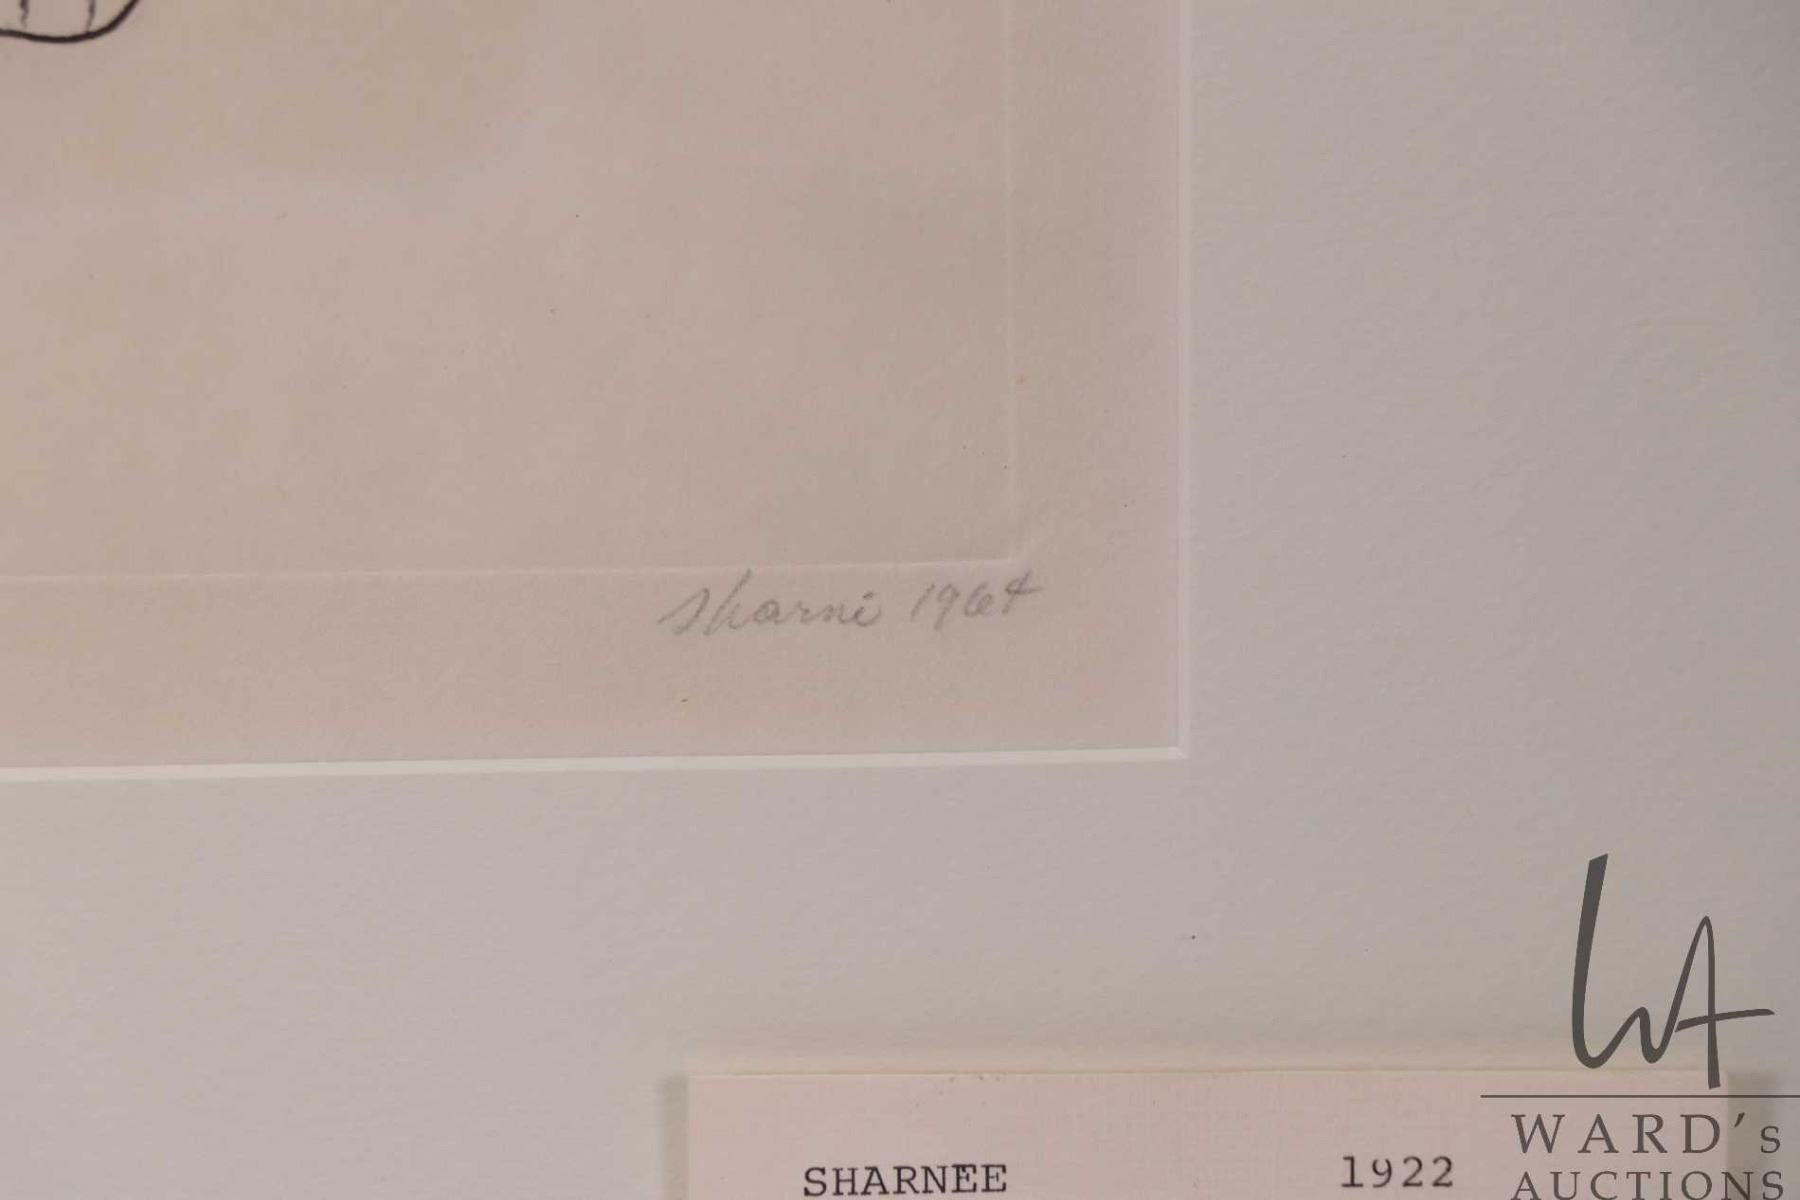 Sharni 1964
SHARNEE 1922
WARD's
AUCTIONS